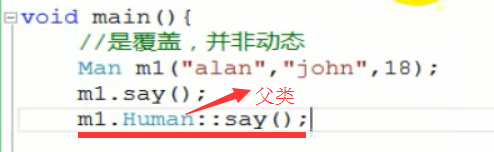 void main(){
//是覆盖，并非动态
Man m1("alan","john",18);
m1.say();
父类
m1.Human::say();